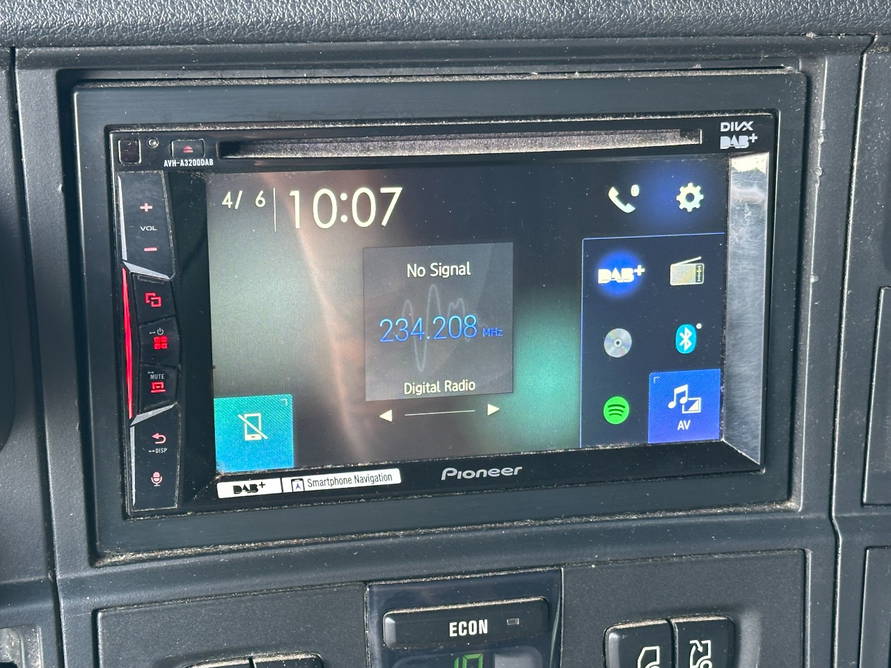 DIVX
DAB+
AVH-A3200DAB
+
VOL
−
4/ 6
10:07
No Signal
234.208 MHz
Digital Radio
DAB+
MUTE
DISP
AV
DAB+
Smartphone Navigation
Pioneer
ECON